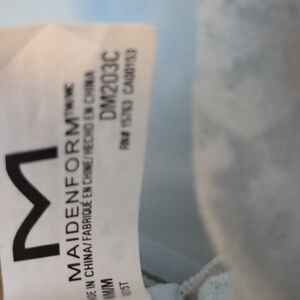 M
MAIDENFORM™/MC
DE IN CHINA/FABRIQUÉ EN CHINE/HECHO EN CHINA
DM203C
RN# 15763 CA00153
M/M